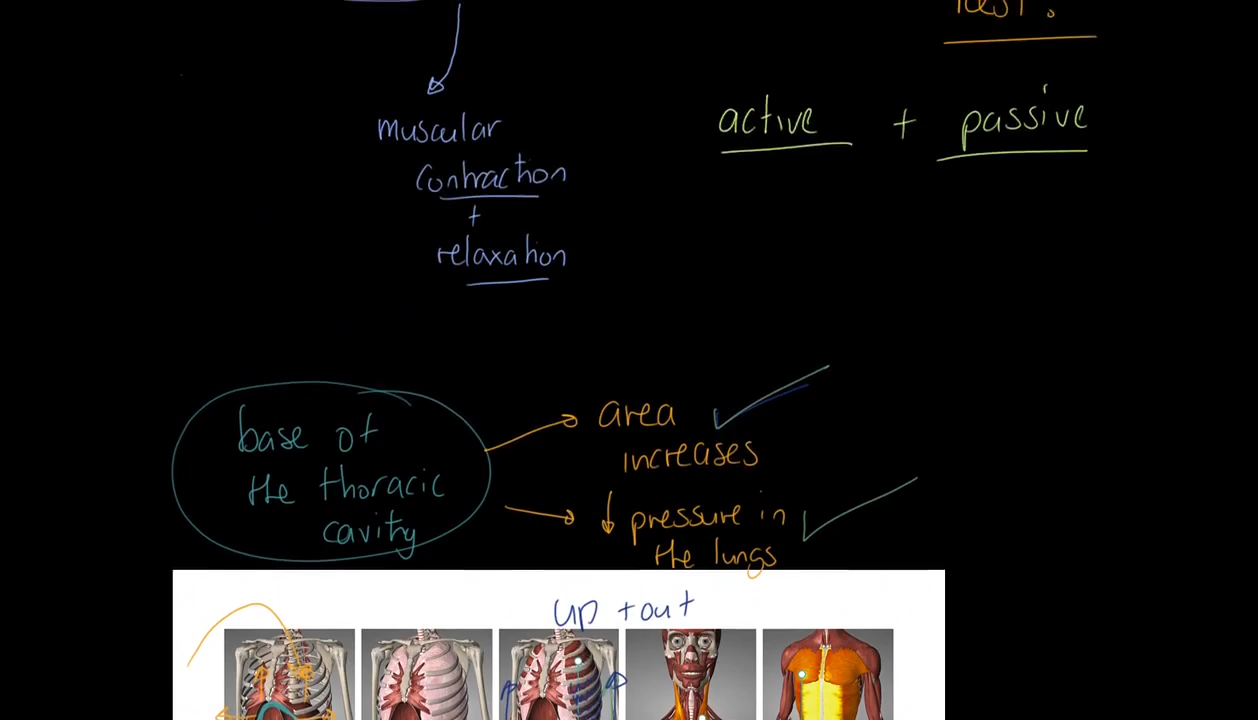 muscular
contraction
+
relaxation
active + passive
base of
the thoracic
cavity
area
increases
↓ pressure in
the lungs
up + out